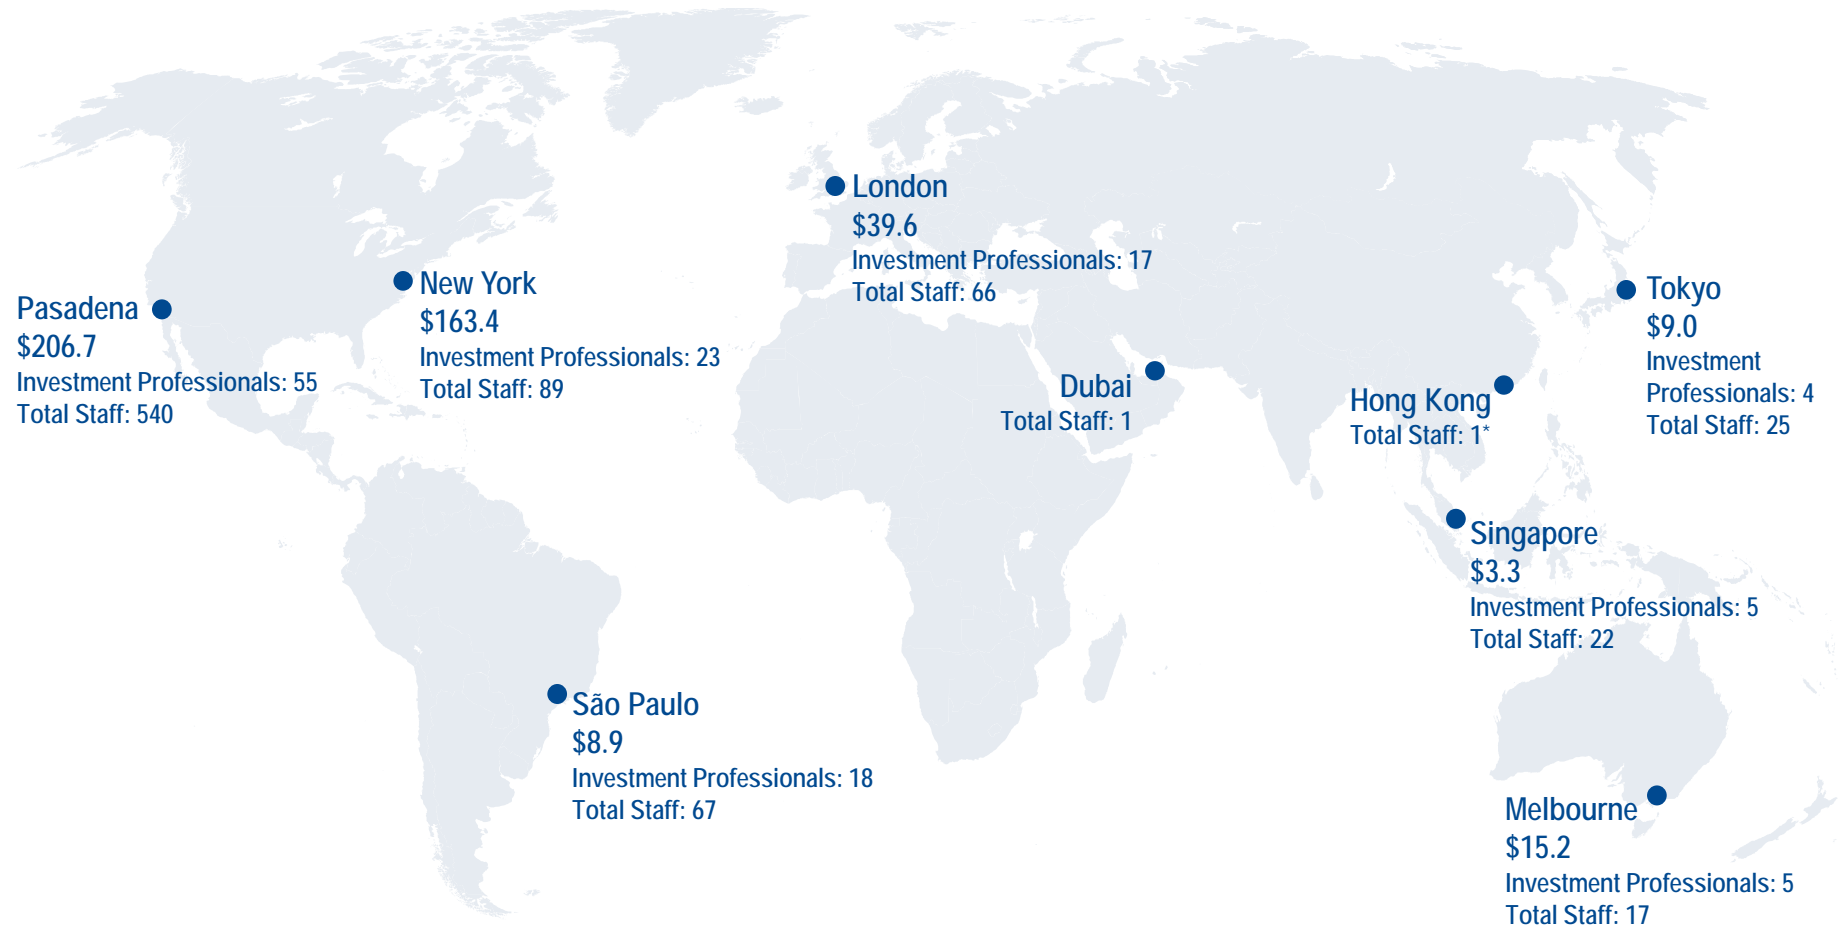 Pasadena
$206.7
Investment Professionals: 55
Total Staff: 540
New York
$163.4
Investment Professionals: 23
Total Staff: 89
London
$39.6
Investment Professionals: 17
Total Staff: 66
Dubai
Total Staff: 1
Hong Kong
Total Staff: 1*
Tokyo
$9.0
Investment
Professionals: 4
Total Staff: 25
Singapore
$3.3
Investment Professionals: 5
Total Staff: 22
São Paulo
$8.9
Investment Professionals: 18
Total Staff: 67
Melbourne
$15.2
Investment Professionals: 5
Total Staff: 17